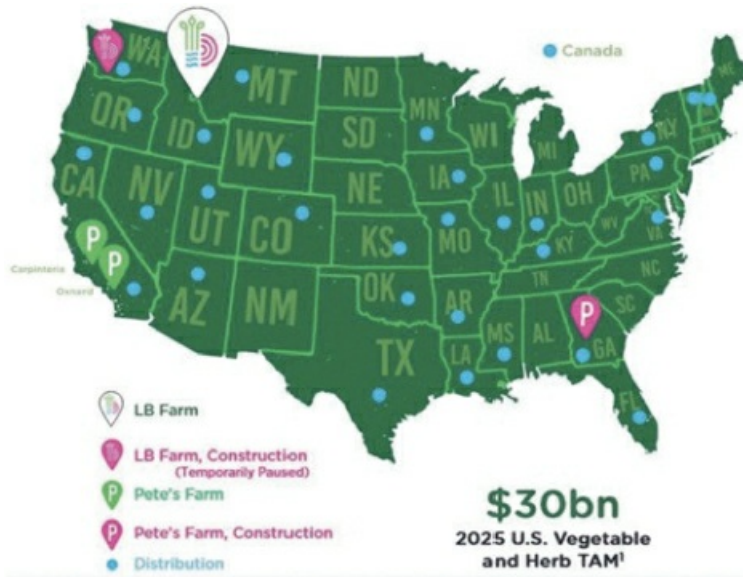 Canada
WA
MT
ND
MN
OR
ID
SD
WI
MI
NY
WY
CA
NV
NE
IA
PA
UT
CO
IL
IN
OH
WV
VA
KS
MO
KY
Carpinteria
Oxnard
AZ
NM
OK
AR
TN
NC
SC
MS
AL
GA
TX
LA
FL
P
P
P
LB Farm
LB Farm, Construction
(Temporarily Paused)
P Pete's Farm
P Pete's Farm, Construction
Distribution
$30bn
2025 U.S. Vegetable
and Herb TAM¹